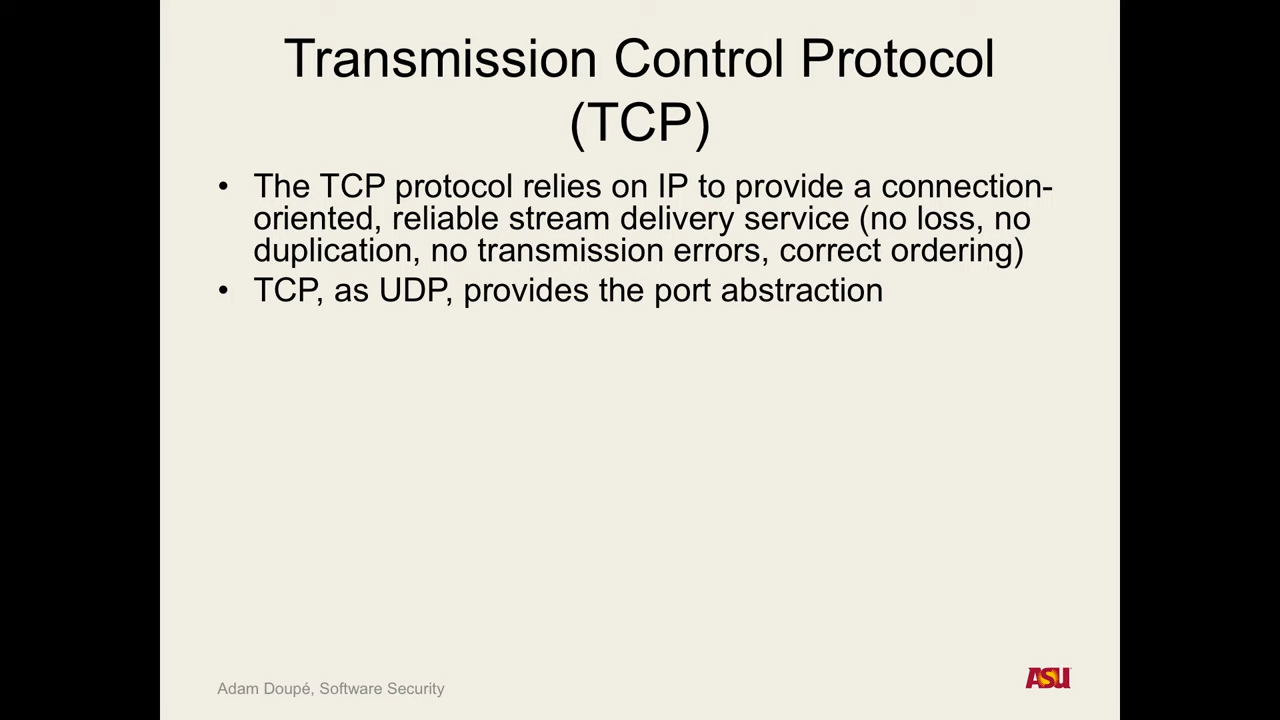 Transmission Control Protocol
(TCP)
• The TCP protocol relies on IP to provide a connection-
oriented, reliable stream delivery service (no loss, no
duplication, no transmission errors, correct ordering)
• TCP, as UDP, provides the port abstraction
Adam Doupé, Software Security
ASU